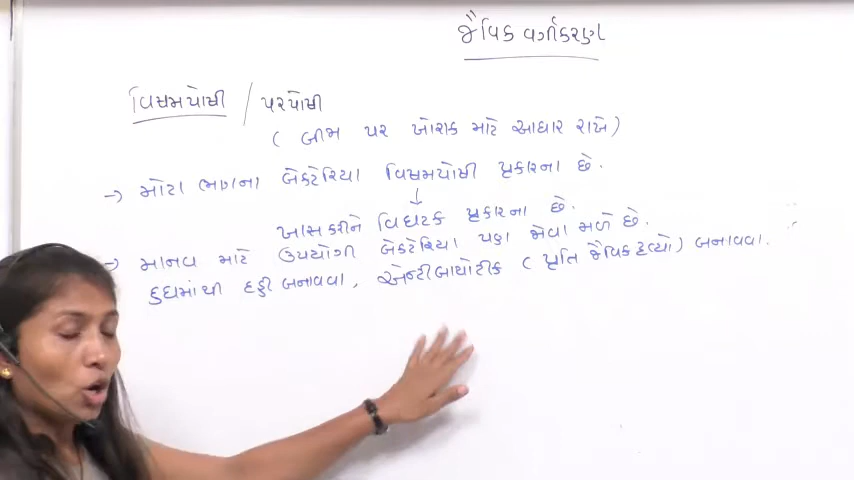 જૈવિક વર્ગીકરણ
વિષમપોષી / પરપોષી
( બીજા પર ખોરાક માટે આધાર રાખે )
→ મોટા ભાગના બેક્ટેરિયા વિષમપોષી પ્રકારના છે.
↓
ખાસ કરીને વિઘટક પ્રકારના છે.
→ માનવ માટે ઉપયોગી બેક્ટેરિયા પણ જોવા મળે છે.
દુધમાંથી દહીં બનાવવા, એન્ટીબાયોટીક ( પ્રતિ જૈવિક દ્રવ્યો ) બનાવવા.